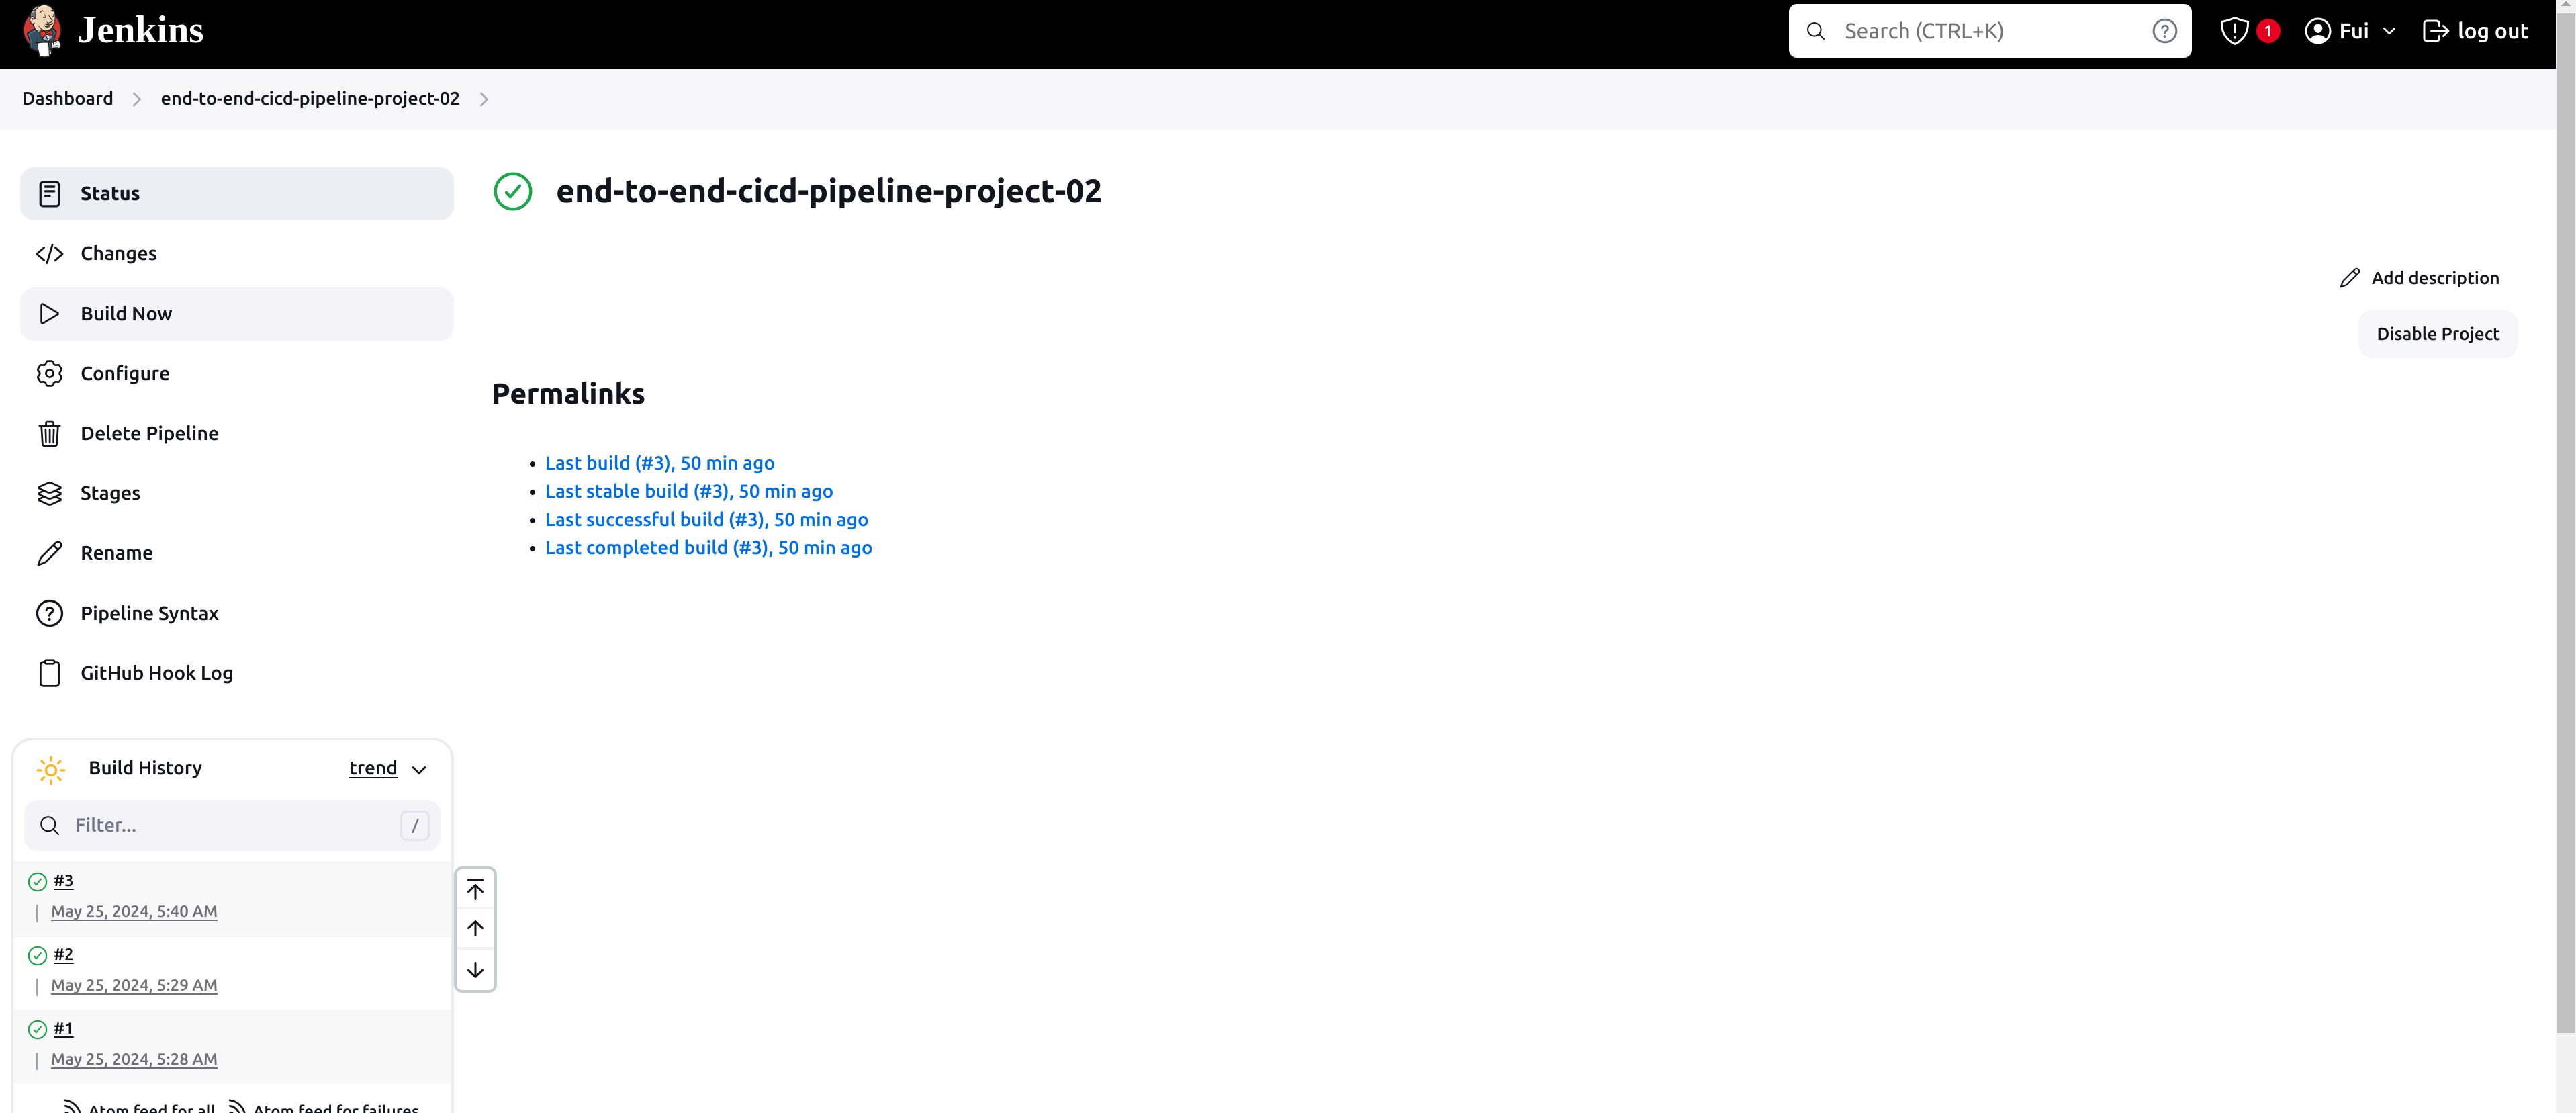 Jenkins
Search (CTRL+K)
?
1
Fui
log out
Dashboard
end-to-end-cicd-pipeline-project-02
Status
Changes
Build Now
Configure
Delete Pipeline
Stages
Rename
Pipeline Syntax
GitHub Hook Log
end-to-end-cicd-pipeline-project-02
Add description
Disable Project
Permalinks
• Last build (#3), 50 min ago
• Last stable build (#3), 50 min ago
• Last successful build (#3), 50 min ago
• Last completed build (#3), 50 min ago
Build History trend
Filter... /
#3
May 25, 2024, 5:40 AM
#2
May 25, 2024, 5:29 AM
#1
May 25, 2024, 5:28 AM
Atom feed for all Atom feed for failures